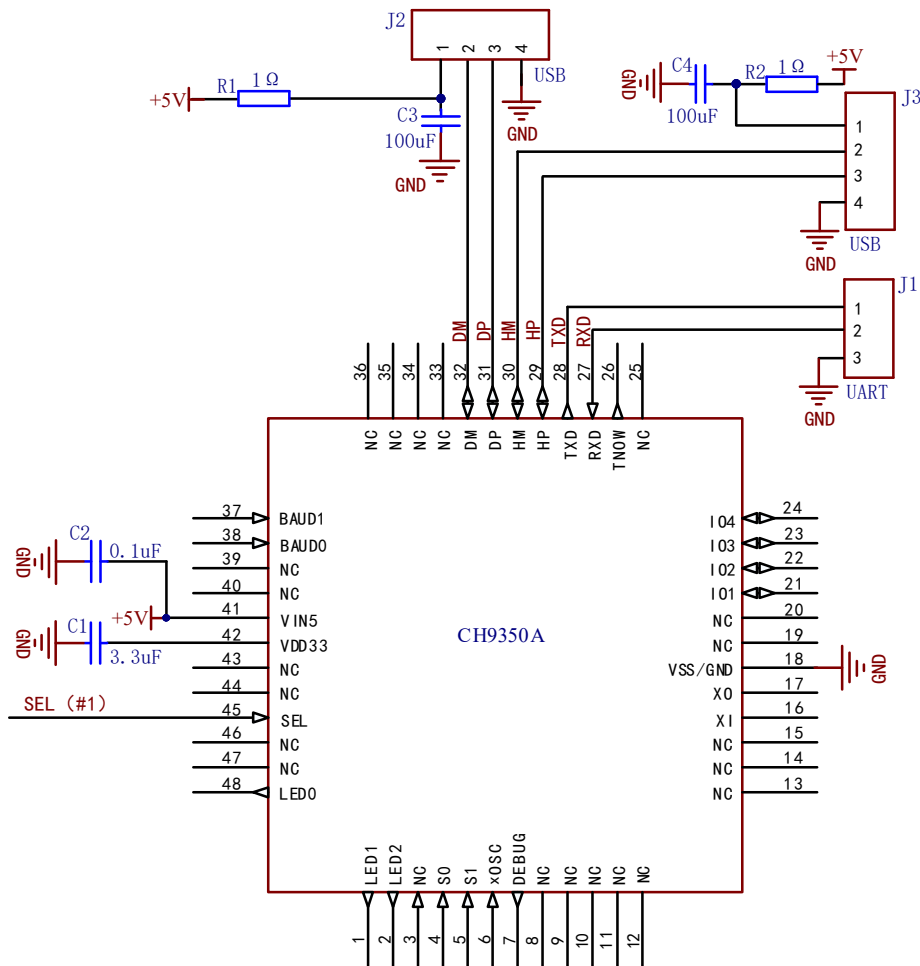 J2
1 2 3 4
USB
R1 1Ω
+5V
C3
100uF
GND
GND
C4
100uF
GND
R2 1Ω
+5V
J3
1
2
3
4
USB
GND
J1
1
2
3
UART
GND
DM DP HM HP TXD RXD
36 35 34 33 32 31 30 29 28 27 26 25
NC NC NC NC DM DP HM HP TXD RXD TNOW NC
37 BAUD1
38 BAUD0
39 NC
40 NC
41 VIN5
42 VDD33
43 NC
44 NC
45 SEL
46 NC
47 NC
48 LED0
C2
0.1uF
GND
+5V
C1
3.3uF
GND
SEL (#1)
CH9350A
IO4 24
IO3 23
IO2 22
IO1 21
NC 20
NC 19
VSS/GND 18
XO 17
XI 16
NC 15
NC 14
NC 13
GND
LED1 LED2 NC S0 S1 xOSC DEBUG NC NC NC NC NC
1 2 3 4 5 6 7 8 9 10 11 12